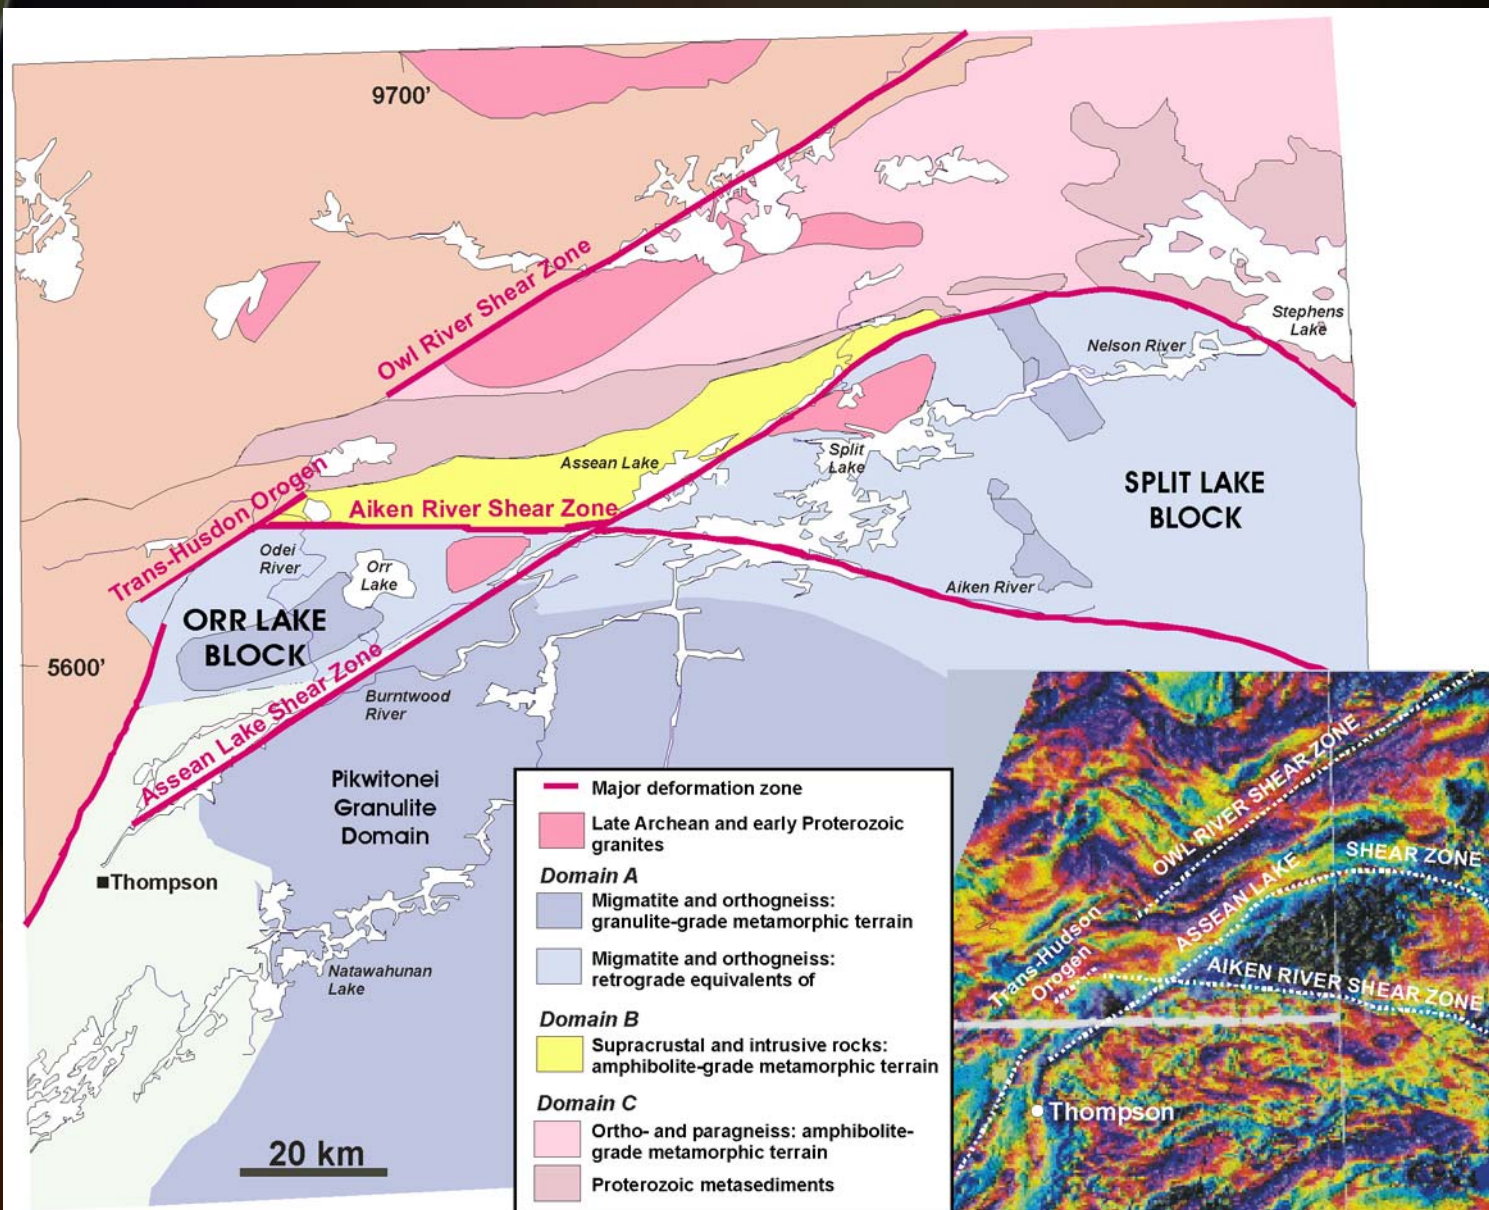 9700'
Owl River Shear Zone
Stephens
Lake
Nelson River
Assean Lake
Split
Lake
SPLIT LAKE
BLOCK
Trans-Husdon Orogen
Aiken River Shear Zone
Odei
River
Orr
Lake
Aiken River
ORR LAKE
BLOCK
5600'
Assean Lake Shear Zone
Burntwood
River
Pikwitonei
Granulite
Domain
Thompson
Natawahunan
Lake
20 km
Major deformation zone
Late Archean and early Proterozoic
granites
Domain A
Migmatite and orthogneiss:
granulite-grade metamorphic terrain
Migmatite and orthogneiss:
retrograde equivalents of
Domain B
Supracrustal and intrusive rocks:
amphibolite-grade metamorphic terrain
Domain C
Ortho- and paragneiss: amphibolite-
grade metamorphic terrain
Proterozoic metasediments
OWL RIVER SHEAR ZONE
ASSEAN LAKE
SHEAR ZONE
Trans-Hudson
Orogen
AIKEN RIVER SHEAR ZONE
Thompson